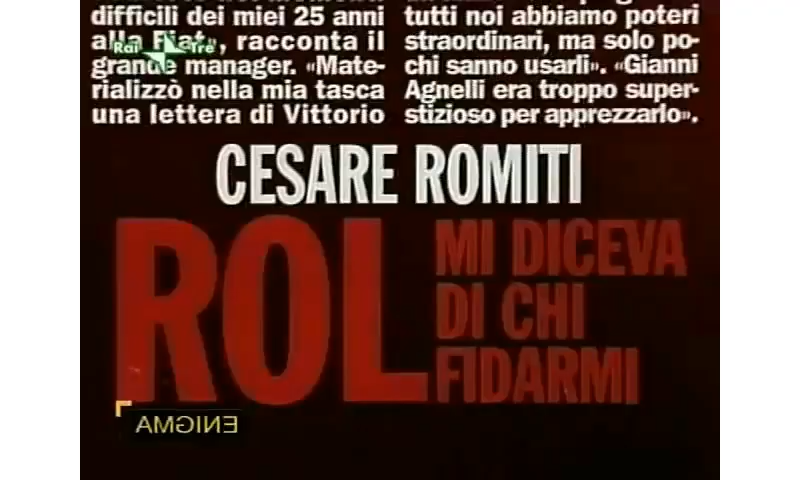 difficili dei miei 25 anni
alla Fiat», racconta il
grande manager. «Mate-
rializzò nella mia tasca
una lettera di Vittorio
tutti noi abbiamo poteri
straordinari, ma solo po-
chi sanno usarli». «Gianni
Agnelli era troppo super-
stizioso per apprezzarlo».
Rai Tre
CESARE ROMITI
ROL
MI DICEVA
DI CHI
FIDARMI
ENIGMA